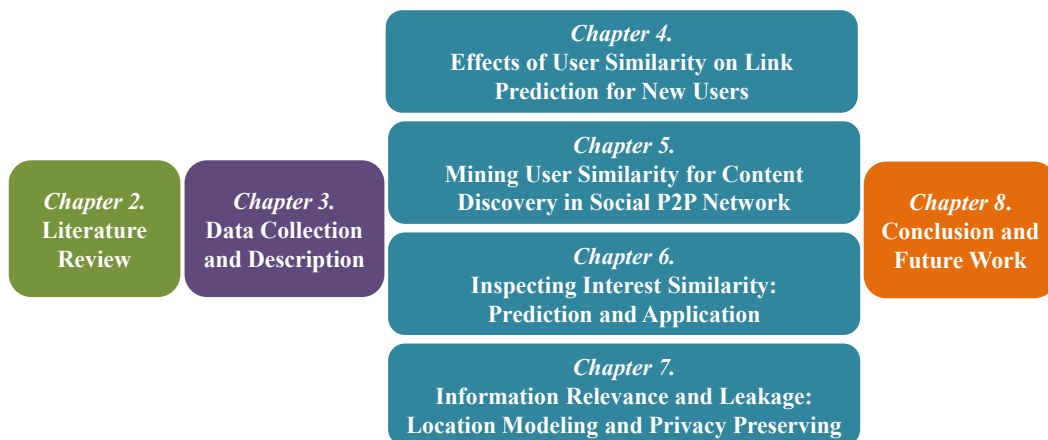 Chapter 2.
Literature
Review
Chapter 3.
Data Collection
and Description
Chapter 4.
Effects of User Similarity on Link
Prediction for New Users
Chapter 5.
Mining User Similarity for Content
Discovery in Social P2P Network
Chapter 6.
Inspecting Interest Similarity:
Prediction and Application
Chapter 7.
Information Relevance and Leakage:
Location Modeling and Privacy Preserving
Chapter 8.
Conclusion and
Future Work